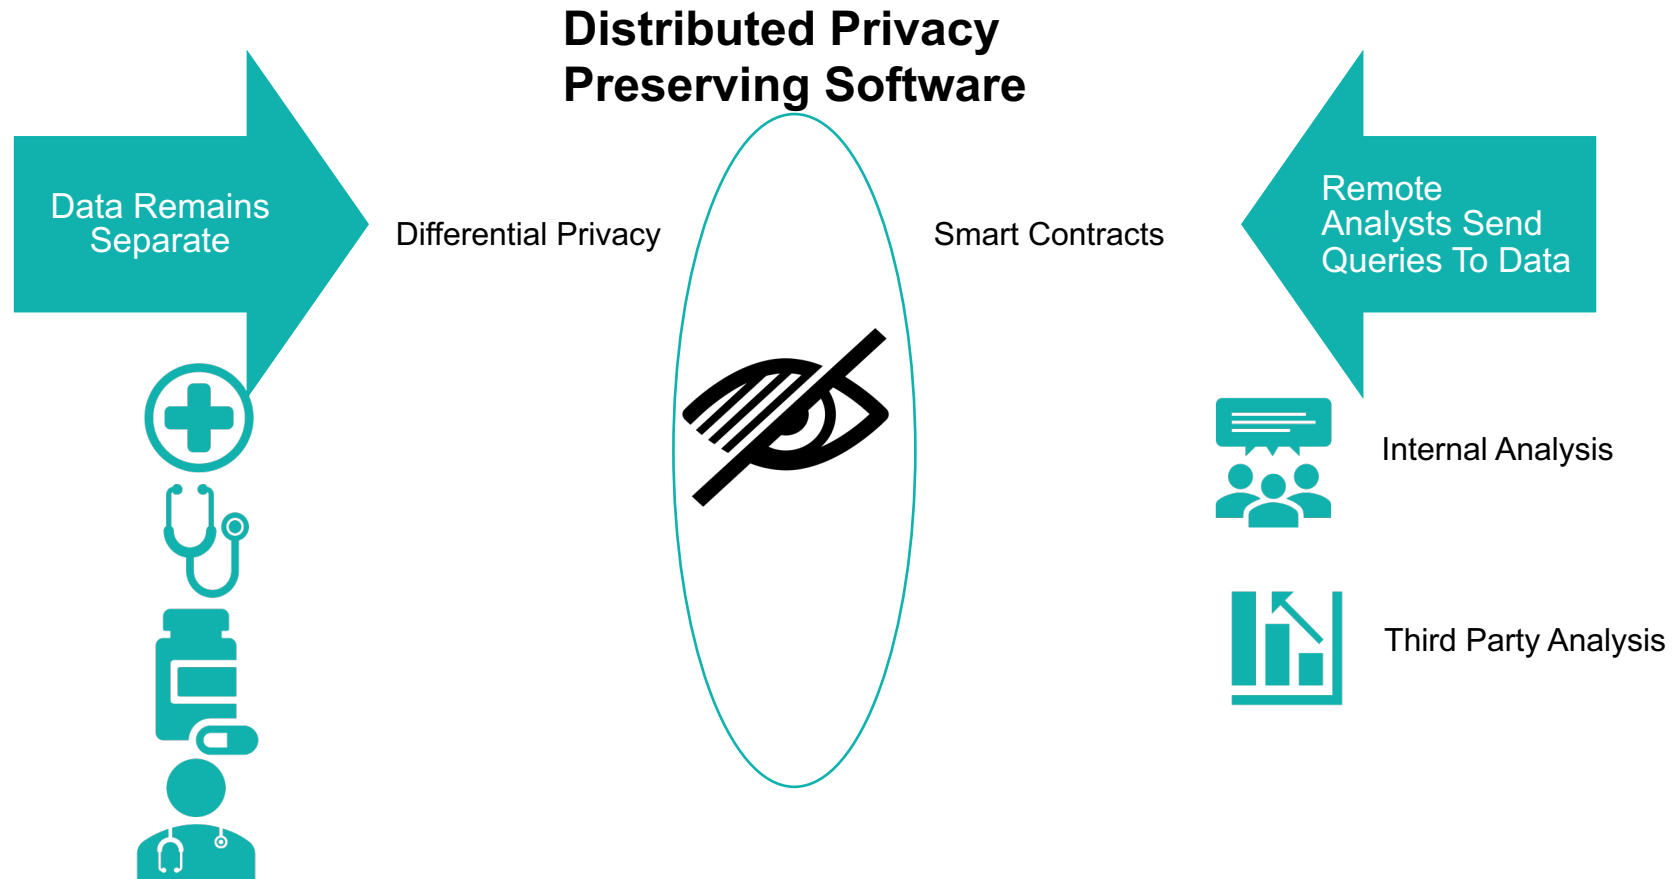 Distributed Privacy
Preserving Software
Data Remains
Separate
Differential Privacy
Smart Contracts
Remote
Analysts Send
Queries To Data
Internal Analysis
Third Party Analysis